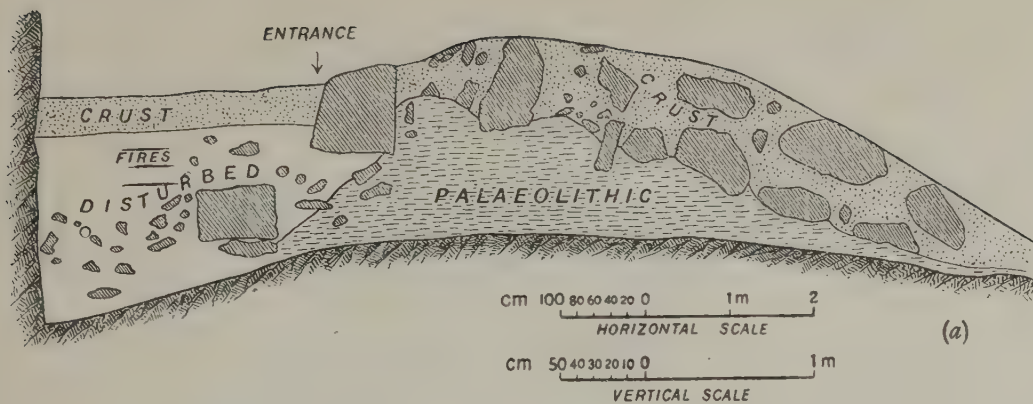 ENTRANCE
CRUST
CRUST
FIRES
DISTURBED
PALAEOLITHIC
cm 100 80 60 40 20 0 1m 2
HORIZONTAL SCALE
(a)
cm 50 40 30 20 10 0 1m
VERTICAL SCALE